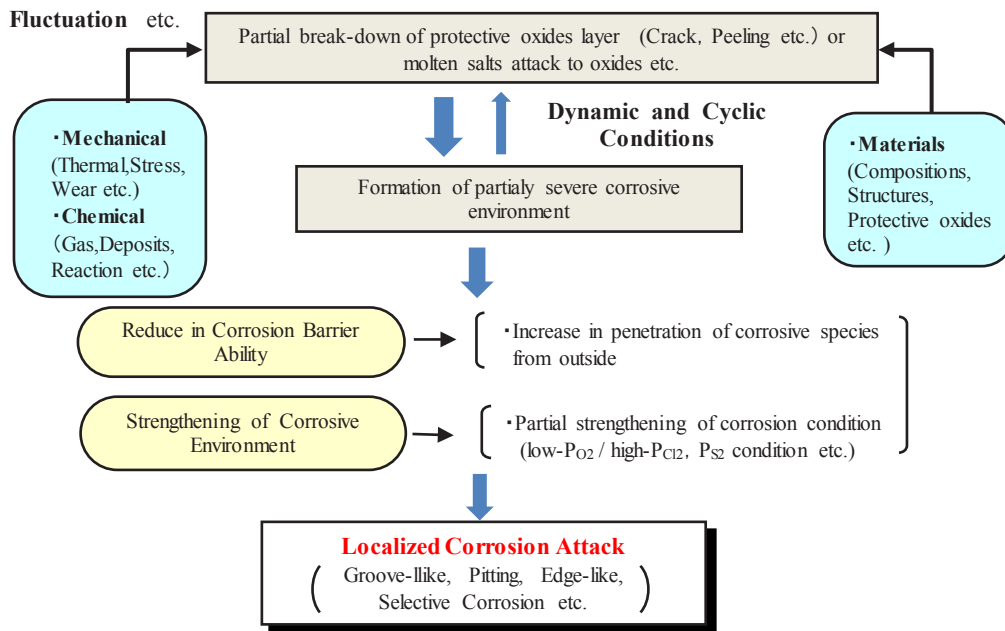 Fluctuation etc.
Partial break-down of protective oxides layer (Crack, Peeling etc.) or
molten salts attack to oxides etc.
Dynamic and Cyclic
Conditions
・Mechanical
(Thermal,Stress,
Wear etc.)
・Chemical
(Gas,Deposits,
Reaction etc.)
・Materials
(Compositions,
Structures,
Protective oxides
etc. )
Formation of partialy severe corrosive
environment
Reduce in Corrosion Barrier
Ability
・Increase in penetration of corrosive species
from outside
Strengthening of Corrosive
Environment
・Partial strengthening of corrosion condition
(low-PO2 / high-PCl2, PS2 condition etc.)
Localized Corrosion Attack
( Groove-llike, Pitting, Edge-like,
Selective Corrosion etc. )